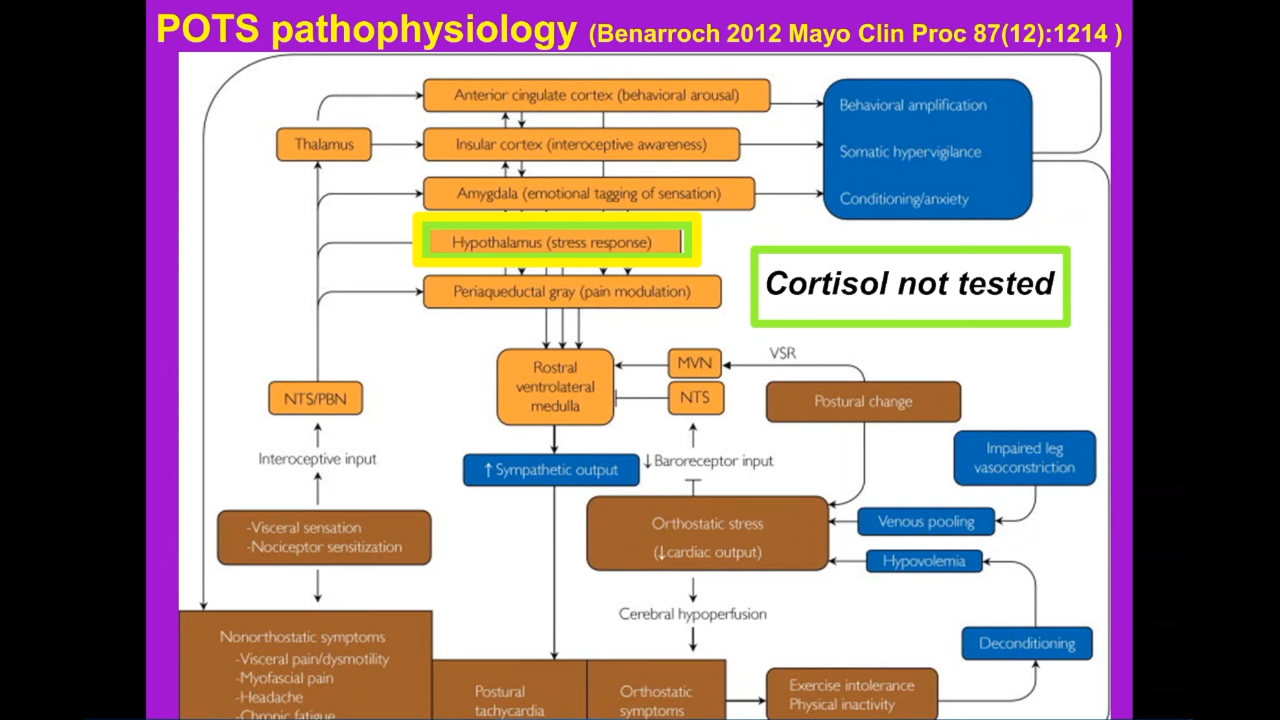 POTS pathophysiology (Benarroch 2012 Mayo Clin Proc 87(12):1214 )
Anterior cingulate cortex (behavioral arousal)
Behavioral amplification
Thalamus
Insular cortex (interoceptive awareness)
Somatic hypervigilance
Amygdala (emotional tagging of sensation)
Conditioning/anxiety
Hypothalamus (stress response)
Cortisol not tested
Periaqueductal gray (pain modulation)
Rostral
ventrolateral
medulla
MVN
VSR
NTS
Postural change
NTS/PBN
Interoceptive input
↑ Sympathetic output
↓ Baroreceptor input
Impaired leg
vasoconstriction
-Visceral sensation
-Nociceptor sensitization
Orthostatic stress
(↓cardiac output)
Venous pooling
Hypovolemia
Cerebral hypoperfusion
Deconditioning
Nonorthostatic symptoms
-Visceral pain/dysmotility
-Myofascial pain
-Headache
-Chronic fatigue
Postural
tachycardia
Orthostatic
symptoms
Exercise intolerance
Physical inactivity